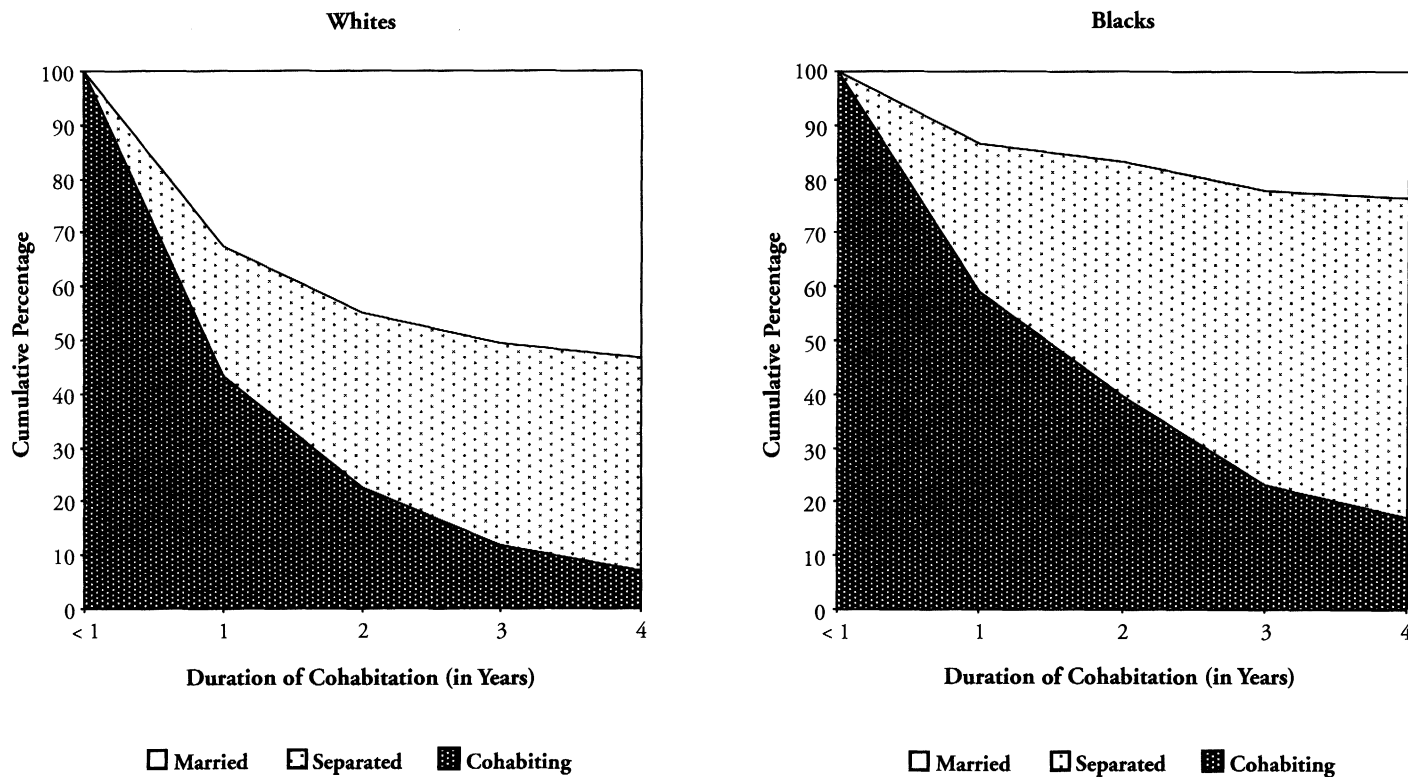 Whites
Cumulative Percentage
100
90
80
70
60
50
40
30
20
10
0
< 1 1 2 3 4
Duration of Cohabitation (in Years)
Married Separated Cohabiting
Blacks
Cumulative Percentage
100
90
80
70
60
50
40
30
20
10
0
< 1 1 2 3 4
Duration of Cohabitation (in Years)
Married Separated Cohabiting